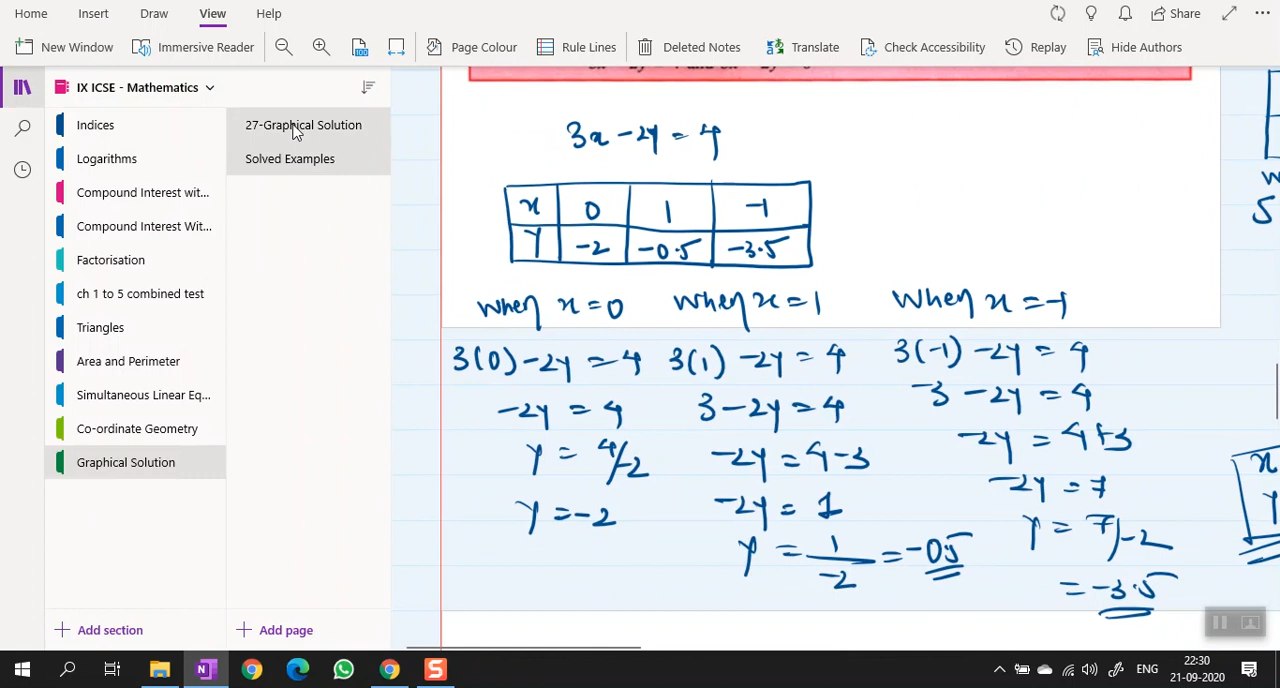 Home Insert Draw View Help Share
New Window Immersive Reader Page Colour Rule Lines Deleted Notes Translate Check Accessibility Replay Hide Authors
IX ICSE - Mathematics
Indices
Logarithms
Compound Interest wit...
Compound Interest Wit...
Factorisation
ch 1 to 5 combined test
Triangles
Area and Perimeter
Simultaneous Linear Eq...
Co-ordinate Geometry
Graphical Solution
Add section
27-Graphical Solution
Solved Examples
Add page
3x - 2y = 4
x 0 1 -1
y -2 -0.5 -3.5
when x = 0
3(0) - 2y = 4
-2y = 4
y = 4/-2
y = -2
when x = 1
3(1) - 2y = 4
3 - 2y = 4
-2y = 4 - 3
-2y = 1
y = 1/-2 = -05
when x = -1
3(-1) - 2y = 4
-3 - 2y = 4
-2y = 4+3
-2y = 7
y = 7/-2
= -3.5
x
y
5
ENG
22:30
21-09-2020